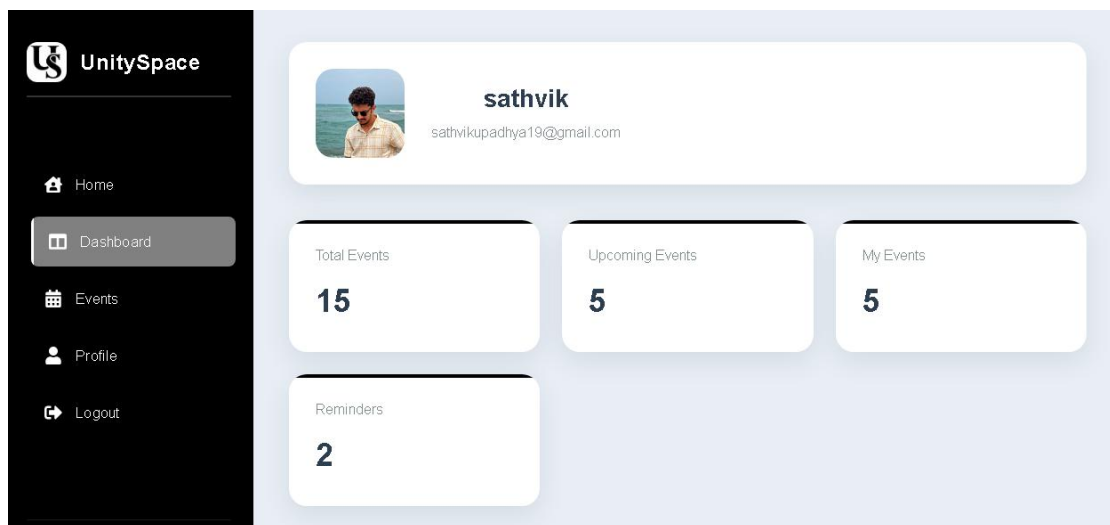 US
UnitySpace
Home
Dashboard
Events
Profile
Logout
sathvik
sathvikupadhya19@gmail.com
Total Events
15
Upcoming Events
5
My Events
5
Reminders
2